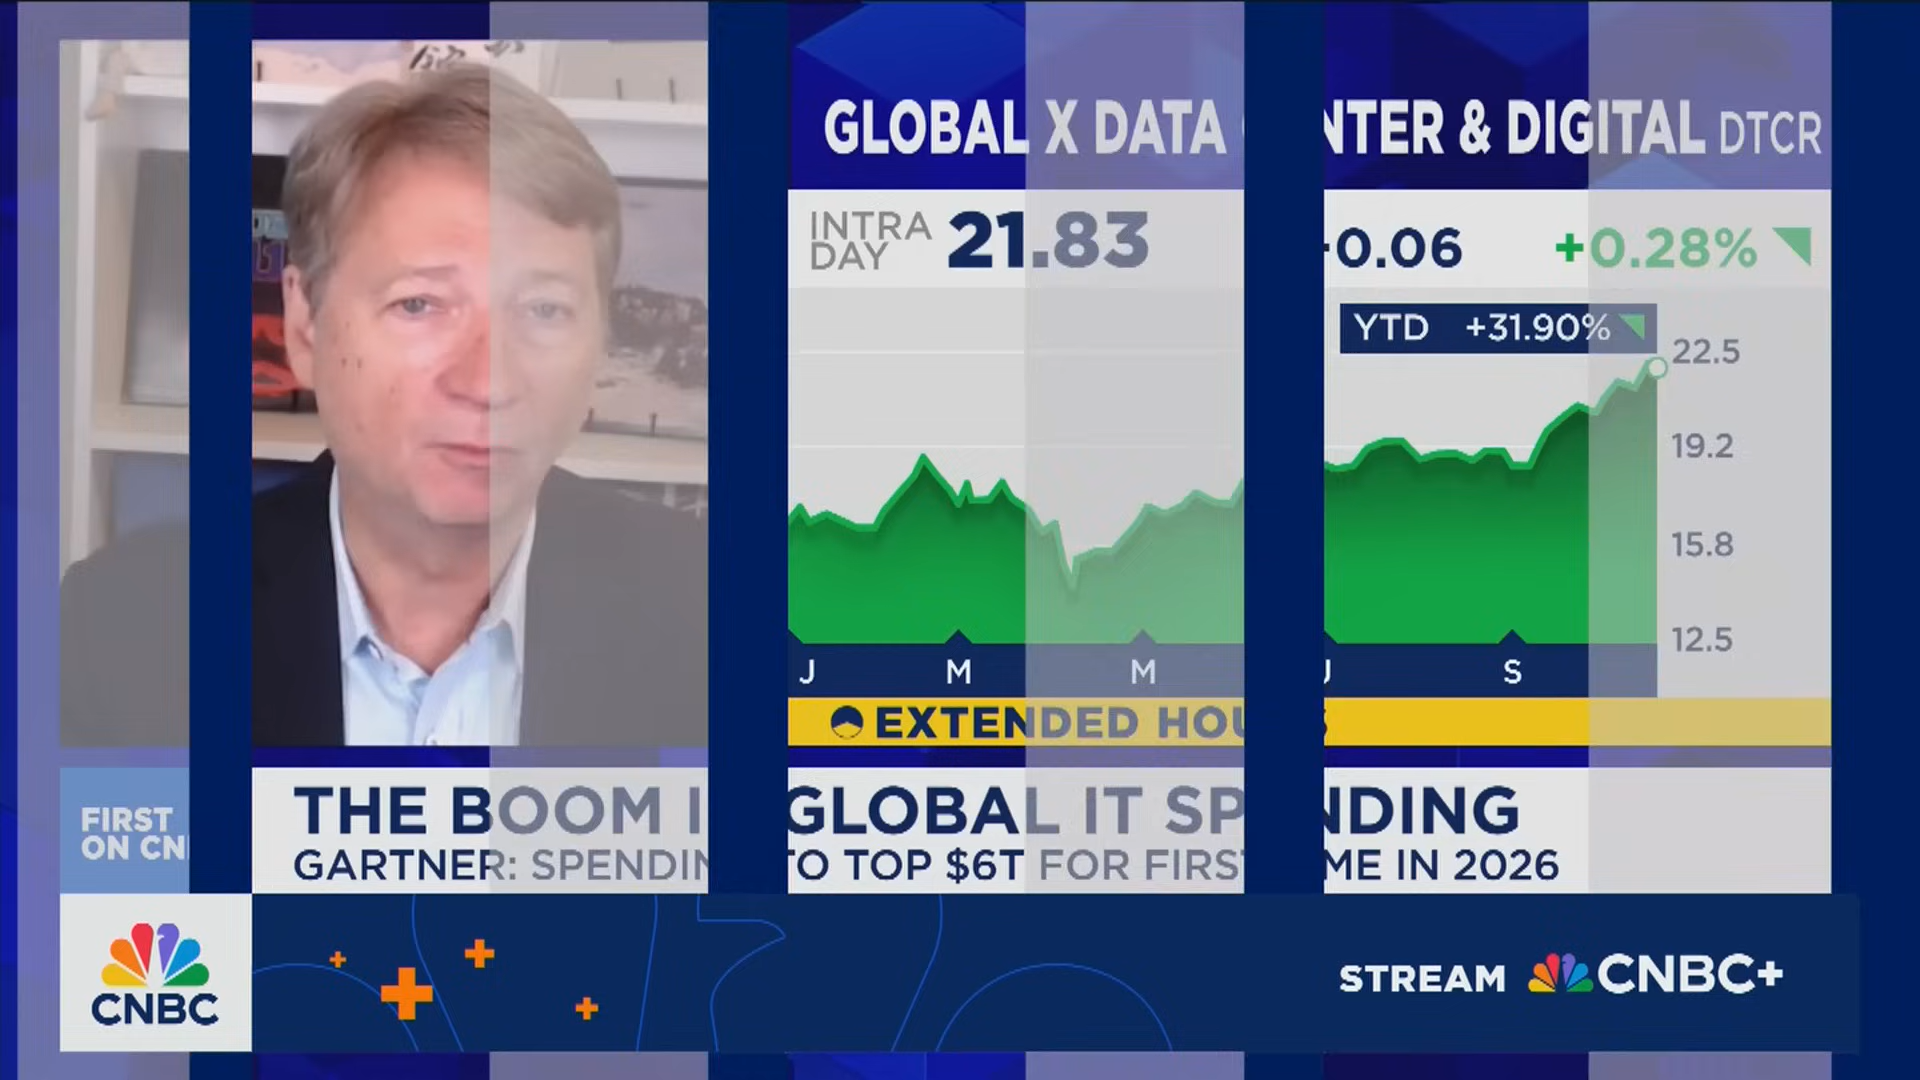 GLOBAL X DATA NTER & DIGITAL DTCR
INTRA
DAY
21.83
0.06
+0.28%
YTD +31.90%
22.5
19.2
15.8
12.5
J M M J S
EXTENDED HOU
FIRST
ON CN
THE BOOM I GLOBAL IT SP NDING
GARTNER: SPENDIN TO TOP $6T FOR FIRST ME IN 2026
CNBC
STREAM CNBC+